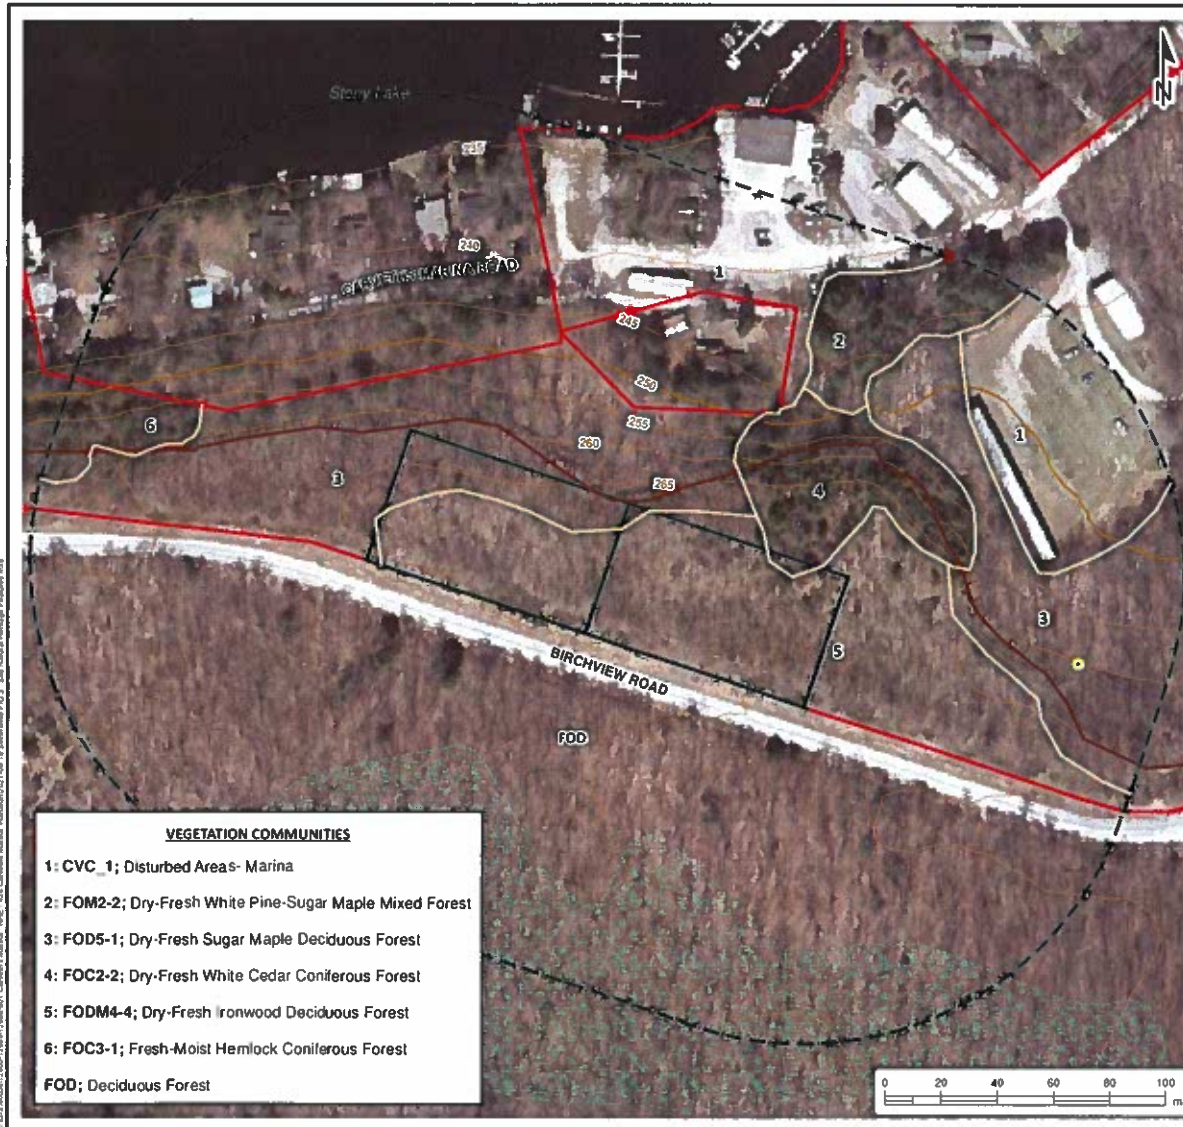 Stony Lake
N
235
240
1
245
2
250
255
6
260
1
3
265
4
3
5
BIRCHVIEW ROAD
FOD
VEGETATION COMMUNITIES
1: CVC_1; Disturbed Areas- Marina
2: FOM2-2; Dry-Fresh White Pine-Sugar Maple Mixed Forest
3: FOD5-1; Dry-Fresh Sugar Maple Deciduous Forest
4: FOC2-2; Dry-Fresh White Cedar Coniferous Forest
5: FODM4-4; Dry-Fresh Ironwood Deciduous Forest
6: FOC3-1; Fresh-Moist Hemlock Coniferous Forest
FOD; Deciduous Forest
0 20 40 60 80 100
m